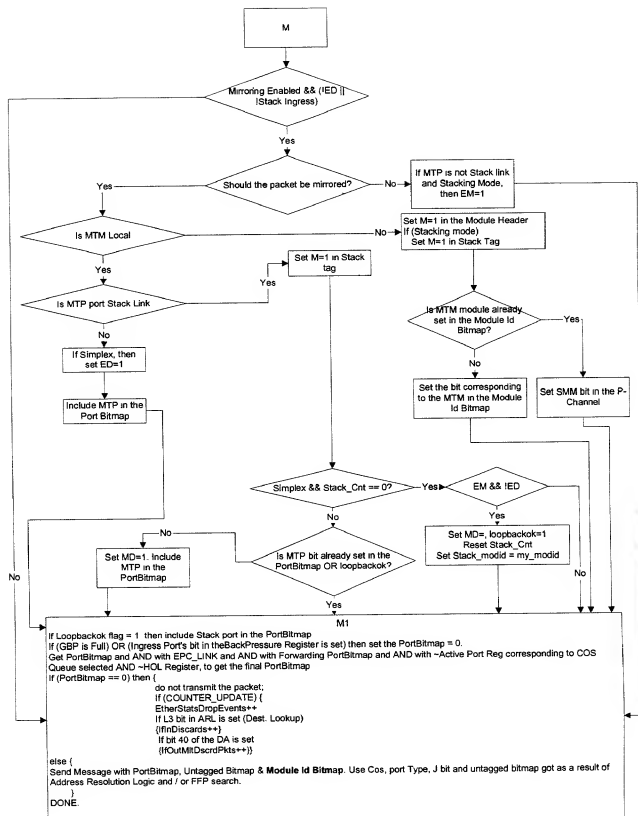 M
Mirroring Enabled && (!ED ||
!Stack Ingress)
Yes
Should the packet be mirrored?
Yes
No
If MTP is not Stack link
and Stacking Mode,
then EM=1
Is MTM Local
No
Set M=1 in the Module Header
If (Stacking mode)
Set M=1 in Stack Tag
Yes
Set M=1 in Stack
tag
Yes
Is MTP port Stack Link
Is MTM module already
set in the Module Id
Bitmap?
Yes
No
If Simplex, then
set ED=1
No
Include MTP in the
Port Bitmap
Set the bit corresponding
to the MTM in the Module
Id Bitmap
Set SMM bit in the P-
Channel
Simplex && Stack_Cnt == 0?
Yes
EM && !ED
No
Yes
No
Set MD=1. Include
MTP in the
PortBitmap
Is MTP bit already set in the
PortBitmap OR loopbackok?
Set MD=, loopbackok=1
Reset Stack_Cnt
Set Stack_modid = my_modid
No
No
Yes
M1
If Loopbackok flag = 1 then include Stack port in the PortBitmap
If (GBP is Full) OR (Ingress Port's bit in theBackPressure Register is set) then set the PortBitmap = 0.
Get PortBitmap and AND with EPC_LINK and AND with Forwarding PortBitmap and AND with ~Active Port Reg corresponding to COS
Queue selected AND ~HOL Register, to get the final PortBitmap
If (PortBitmap == 0) then {
do not transmit the packet;
If (COUNTER_UPDATE) {
EtherStatsDropEvents++
If L3 bit in ARL is set (Dest. Lookup)
{IfInDiscards++}
If bit 40 of the DA is set
{IfOutMltDscrdPkts++)}
else {
Send Message with PortBitmap, Untagged Bitmap & Module Id Bitmap. Use Cos, port Type, J bit and untagged bitmap got as a result of
Address Resolution Logic and / or FFP search.
}
DONE.